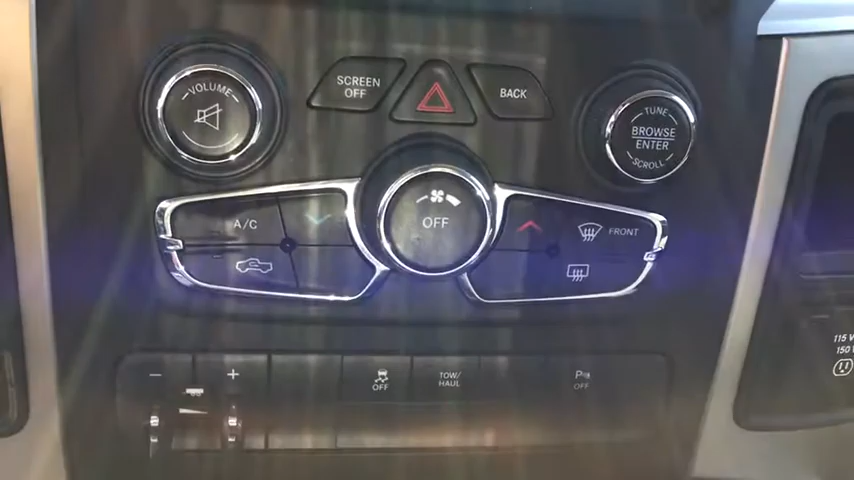 VOLUME
SCREEN
OFF
BACK
TUNE
BROWSE
ENTER
SCROLL
A/C
OFF
FRONT
- +
OFF
TOW/
HAUL
P
OFF
115 V
150